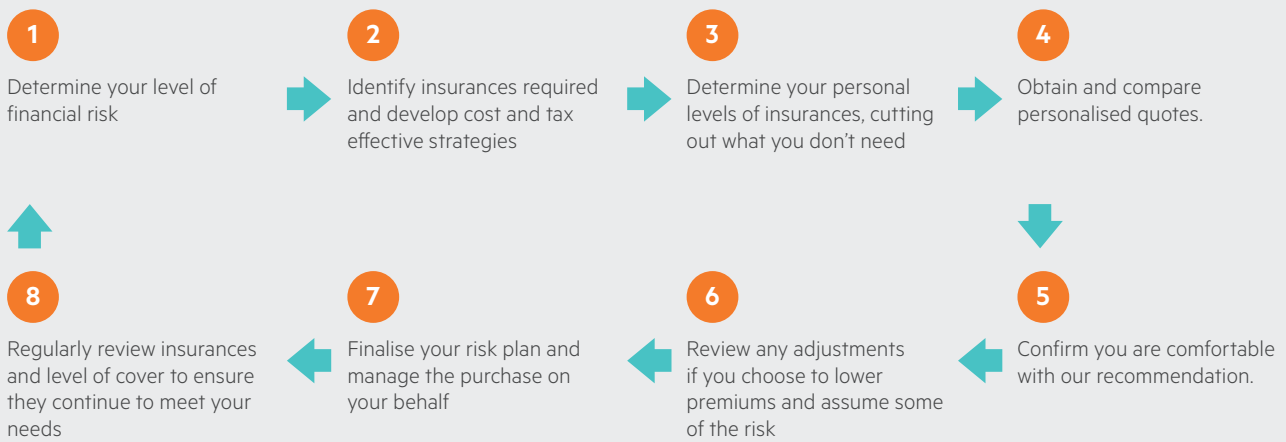 1
Determine your level of
financial risk
2
Identify insurances required
and develop cost and tax
effective strategies
3
Determine your personal
levels of insurances, cutting
out what you don't need
4
Obtain and compare
personalised quotes.
5
Confirm you are comfortable
with our recommendation.
6
Review any adjustments
if you choose to lower
premiums and assume some
of the risk
7
Finalise your risk plan and
manage the purchase on
your behalf
8
Regularly review insurances
and level of cover to ensure
they continue to meet your
needs